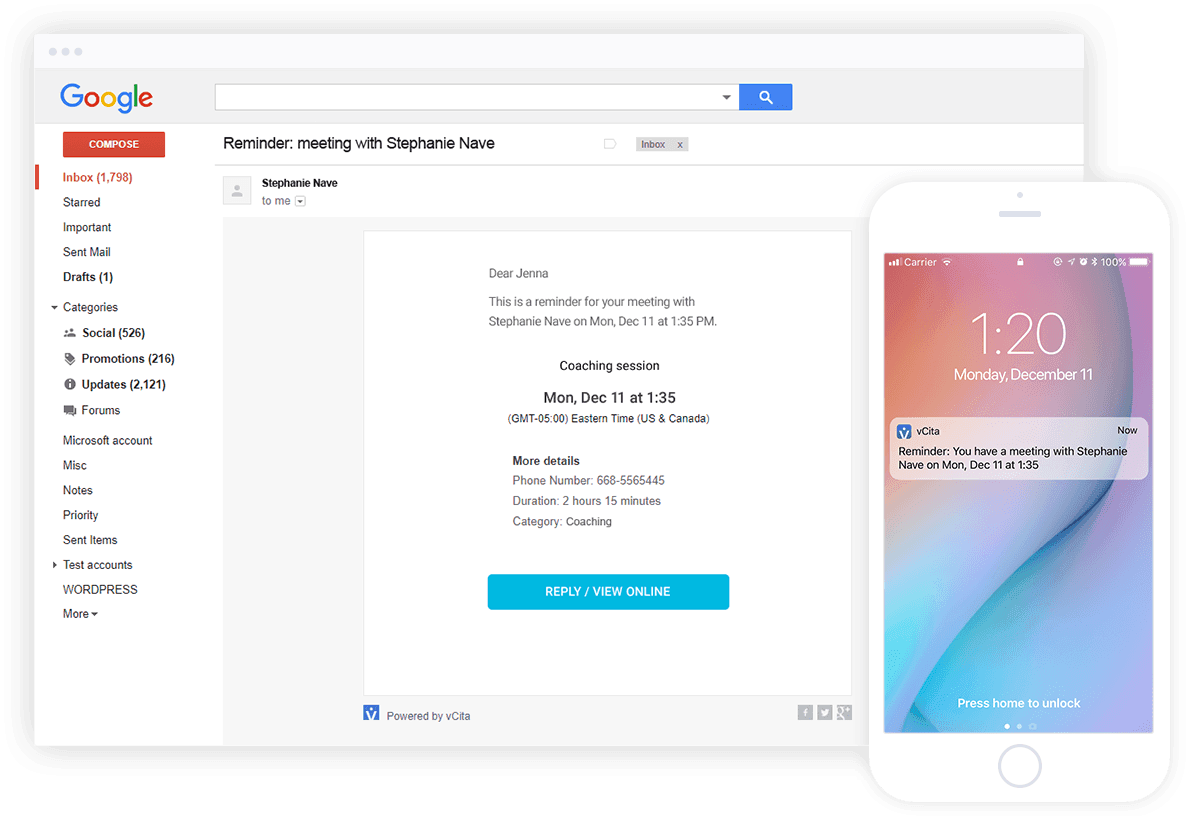 Google
COMPOSE
Inbox (1,798)
Starred
Important
Sent Mail
Drafts (1)
Categories
Social (526)
Promotions (216)
Updates (2,121)
Forums
Microsoft account
Misc
Notes
Priority
Sent Items
Test accounts
WORDPRESS
More
Reminder: meeting with Stephanie Nave
Inbox x
Stephanie Nave
to me
Dear Jenna
This is a reminder for your meeting with
Stephanie Nave on Mon, Dec 11 at 1:35 PM.
Coaching session
Mon, Dec 11 at 1:35
(GMT-05:00) Eastern Time (US & Canada)
More details
Phone Number: 668-5565445
Duration: 2 hours 15 minutes
Category: Coaching
REPLY / VIEW ONLINE
Powered by vCita
Carrier 100%
1:20
Monday, December 11
vCita Now
Reminder: You have a meeting with Stephanie
Nave on Mon, Dec 11 at 1:35
Press home to unlock